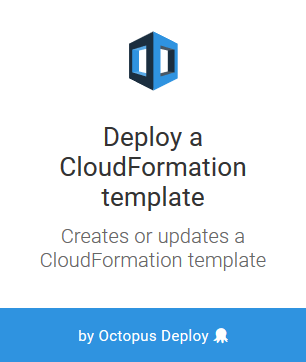 Deploy a
CloudFormation
template
Creates or updates a
CloudFormation template
by Octopus Deploy